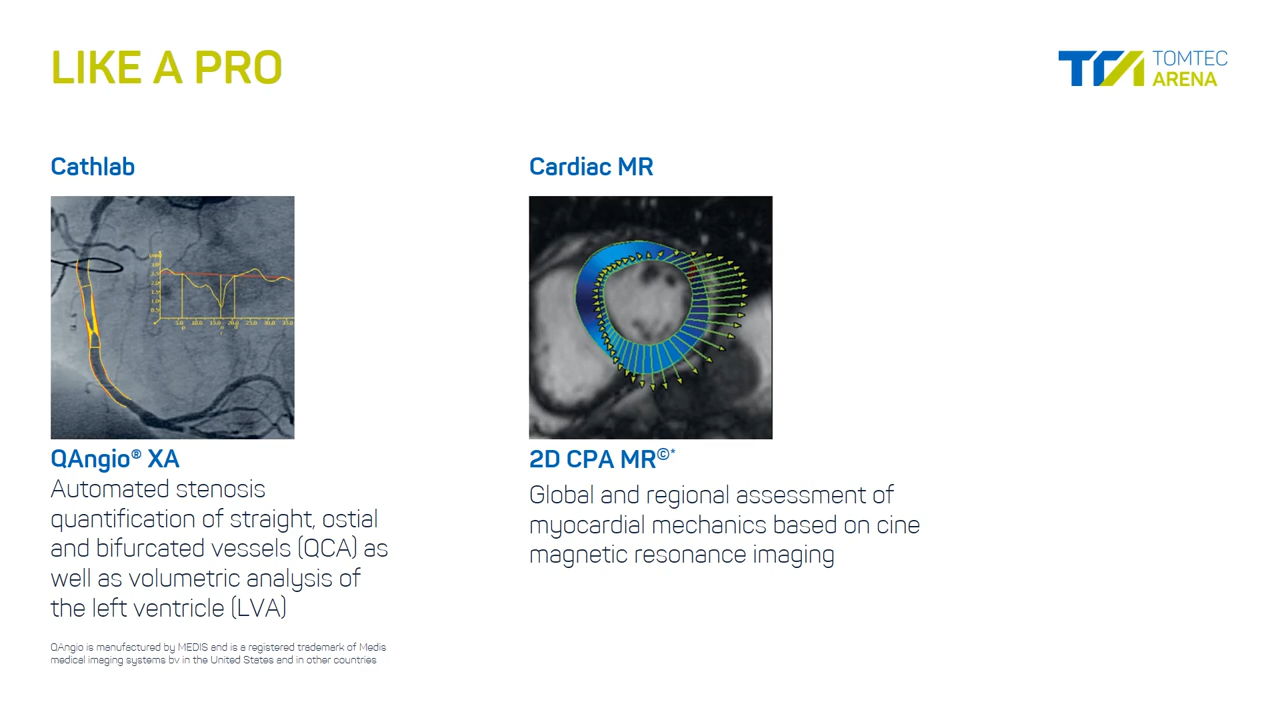 LIKE A PRO
TOMTEC
ARENA
Cathlab
QAngio® XA
Automated stenosis
quantification of straight, ostial
and bifurcated vessels (QCA) as
well as volumetric analysis of
the left ventricle (LVA)
QAngio is manufactured by MEDIS and is a registered trademark of Medis
medical imaging systems bv in the United States and in other countries
Cardiac MR
2D CPA MR©*
Global and regional assessment of
myocardial mechanics based on cine
magnetic resonance imaging